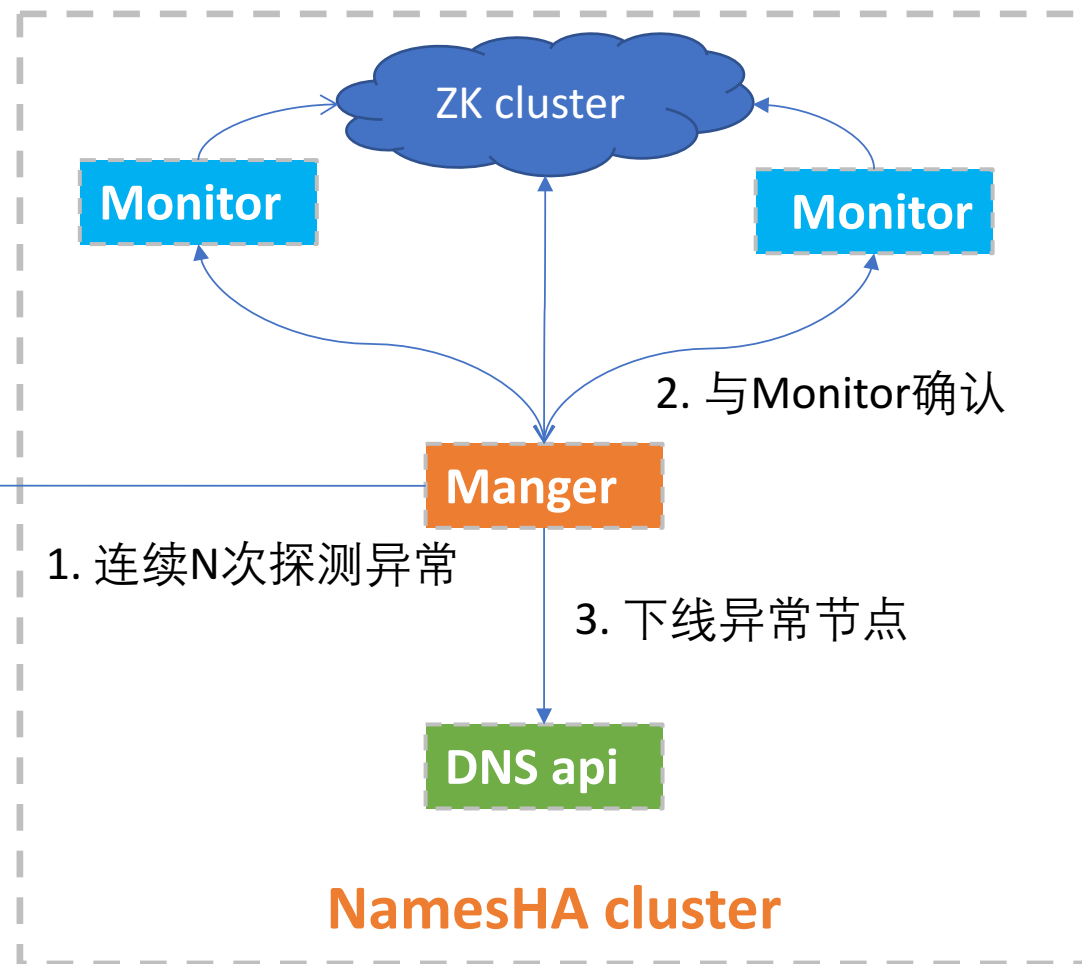 ZK cluster
Monitor
Monitor
2. 与Monitor确认
Manger
1. 连续N次探测异常
3. 下线异常节点
DNS api
NamesHA cluster